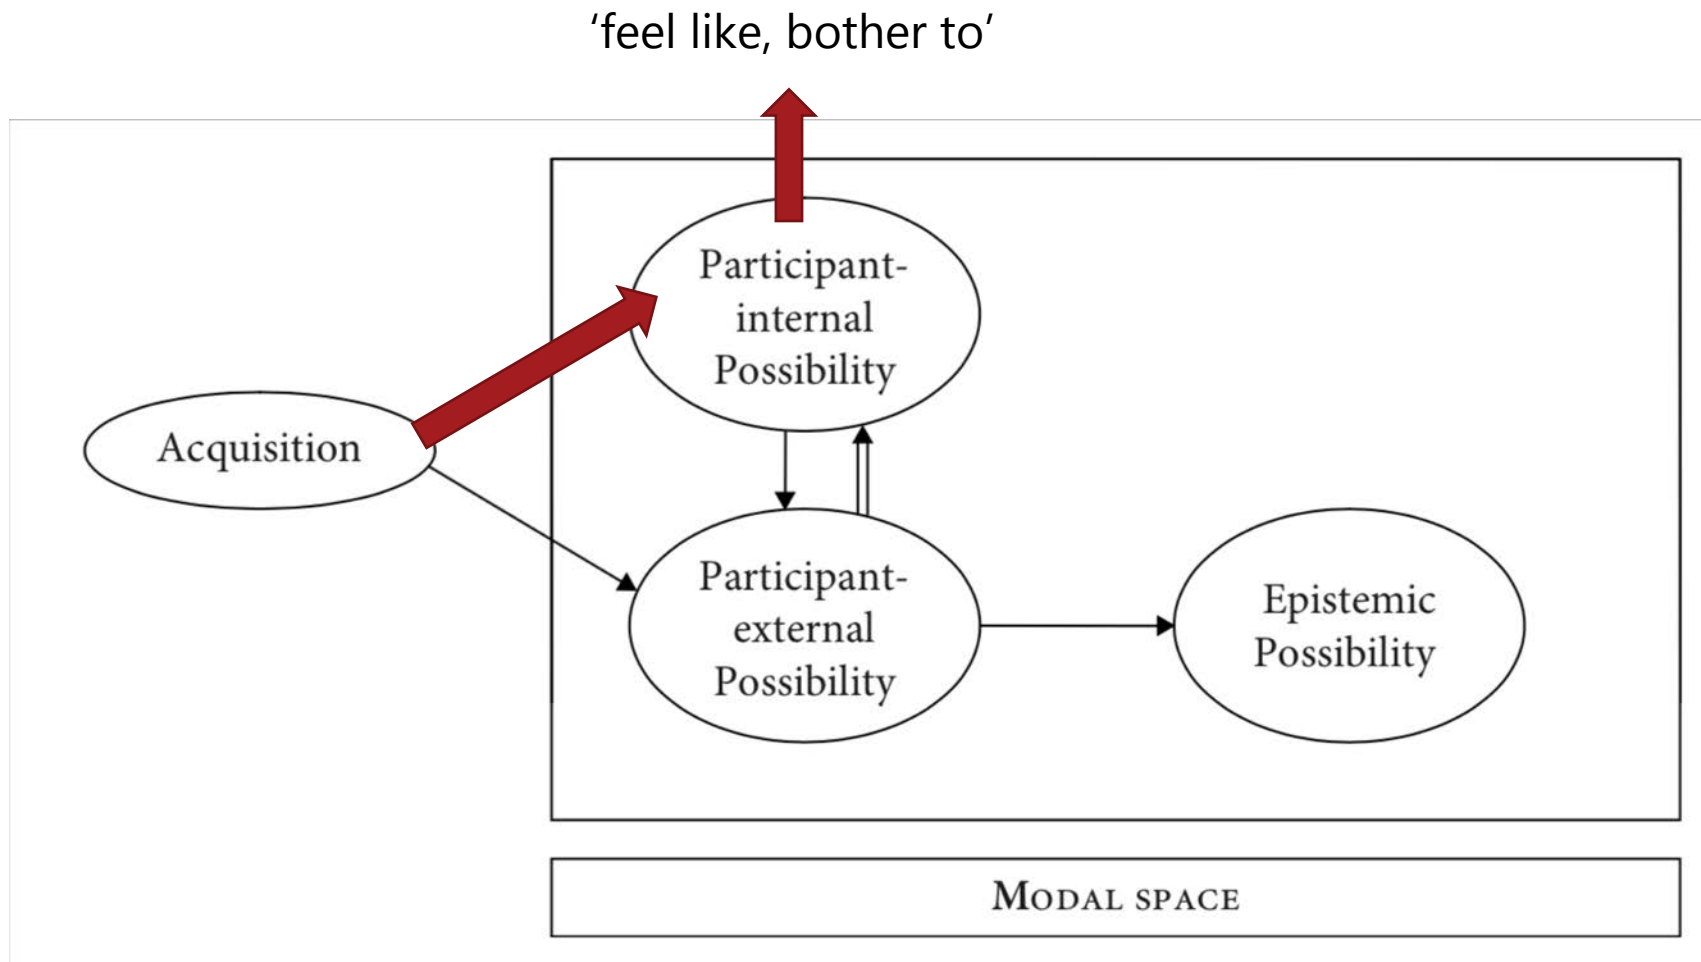 ‘feel like, bother to‘
Participant-
internal
Possibility
Acquisition
Participant-
external
Possibility
Epistemic
Possibility
MODAL SPACE